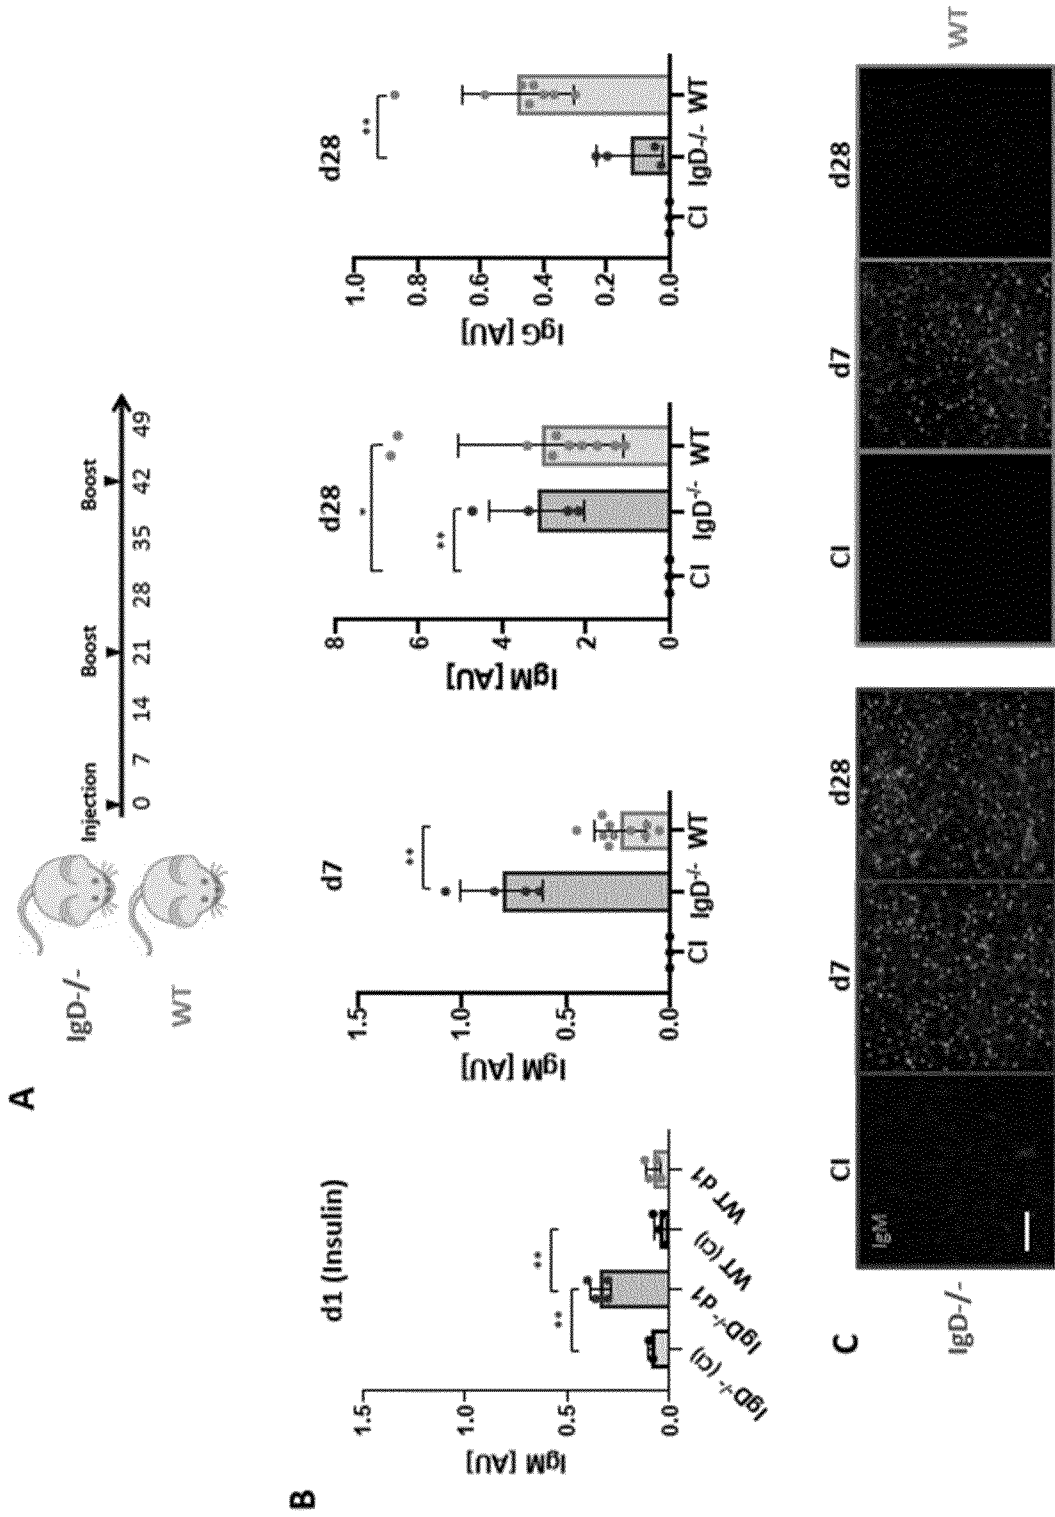 A
IgD-/-
WT
Injection
Boost
Boost
0 7 14 21 28 35 42 49
B
d1 (Insulin)
IgM [AU]
1.5
1.0
0.5
0.0
**
**
IgD-/- (CI)
IgD-/- d1
WT (CI)
WT d1
d7
IgM [AU]
1.5
1.0
0.5
0.0
**
CI IgD-/- WT
d28
IgM [AU]
8
6
4
2
0
*
**
CI IgD-/- WT
d28
IgG [AU]
1.0
0.8
0.6
0.4
0.2
0.0
**
CI IgD-/- WT
C
CI d7 d28 CI d7 d28
IgD-/-
IgM
WT